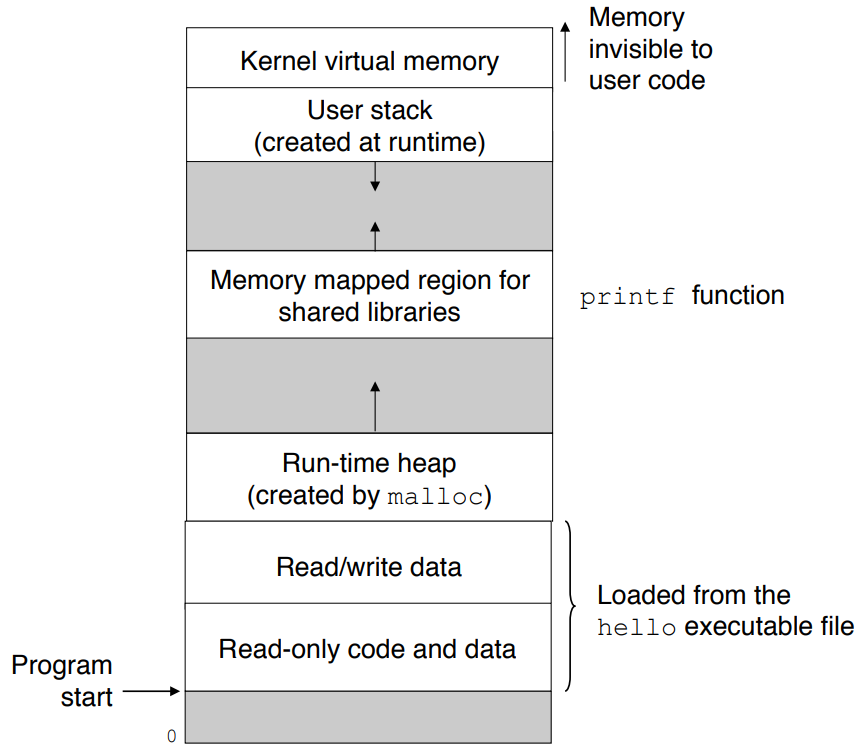 Memory
invisible to
user code
Kernel virtual memory
User stack
(created at runtime)
Memory mapped region for
shared libraries
printf function
Run-time heap
(created by malloc)
Read/write data
Loaded from the
hello executable file
Read-only code and data
Program
start
0